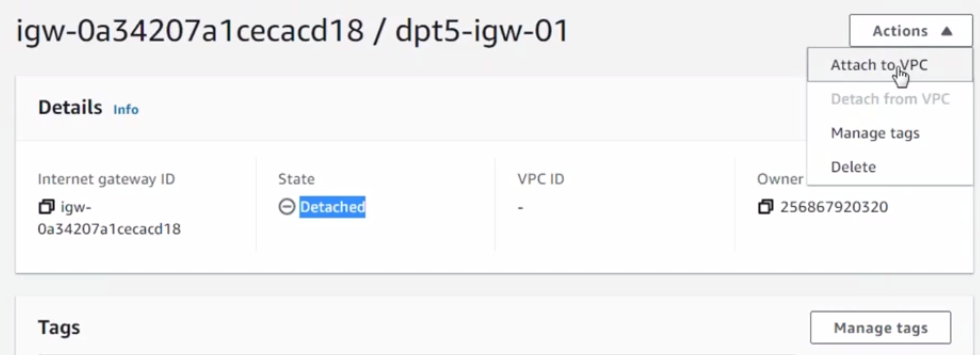 igw-0a34207a1cecacd18 / dpt5-igw-01
Actions
Attach to VPC
Detach from VPC
Manage tags
Delete
Details Info
Internet gateway ID
igw-
0a34207a1cecacd18
State
Detached
VPC ID
-
Owner
256867920320
Tags
Manage tags